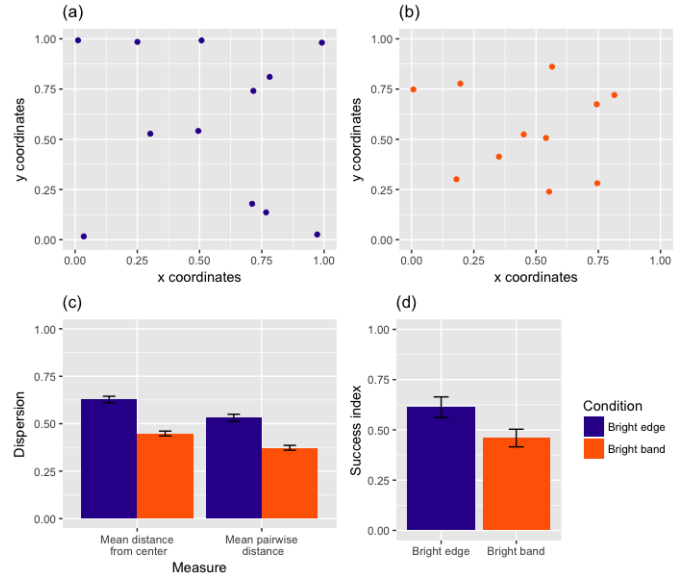 (a)
1.00
0.75
0.50
0.25
0.00
y coordinates
0.00 0.25 0.50 0.75 1.00
x coordinates
(b)
1.00
0.75
0.50
0.25
0.00
y coordinates
0.00 0.25 0.50 0.75 1.00
x coordinates
(c)
1.00
0.75
0.50
0.25
0.00
Dispersion
Mean distance
from center
Mean pairwise
distance
Measure
(d)
1.00
0.75
0.50
0.25
0.00
Success index
Bright edge Bright band
Condition
Bright edge
Bright band